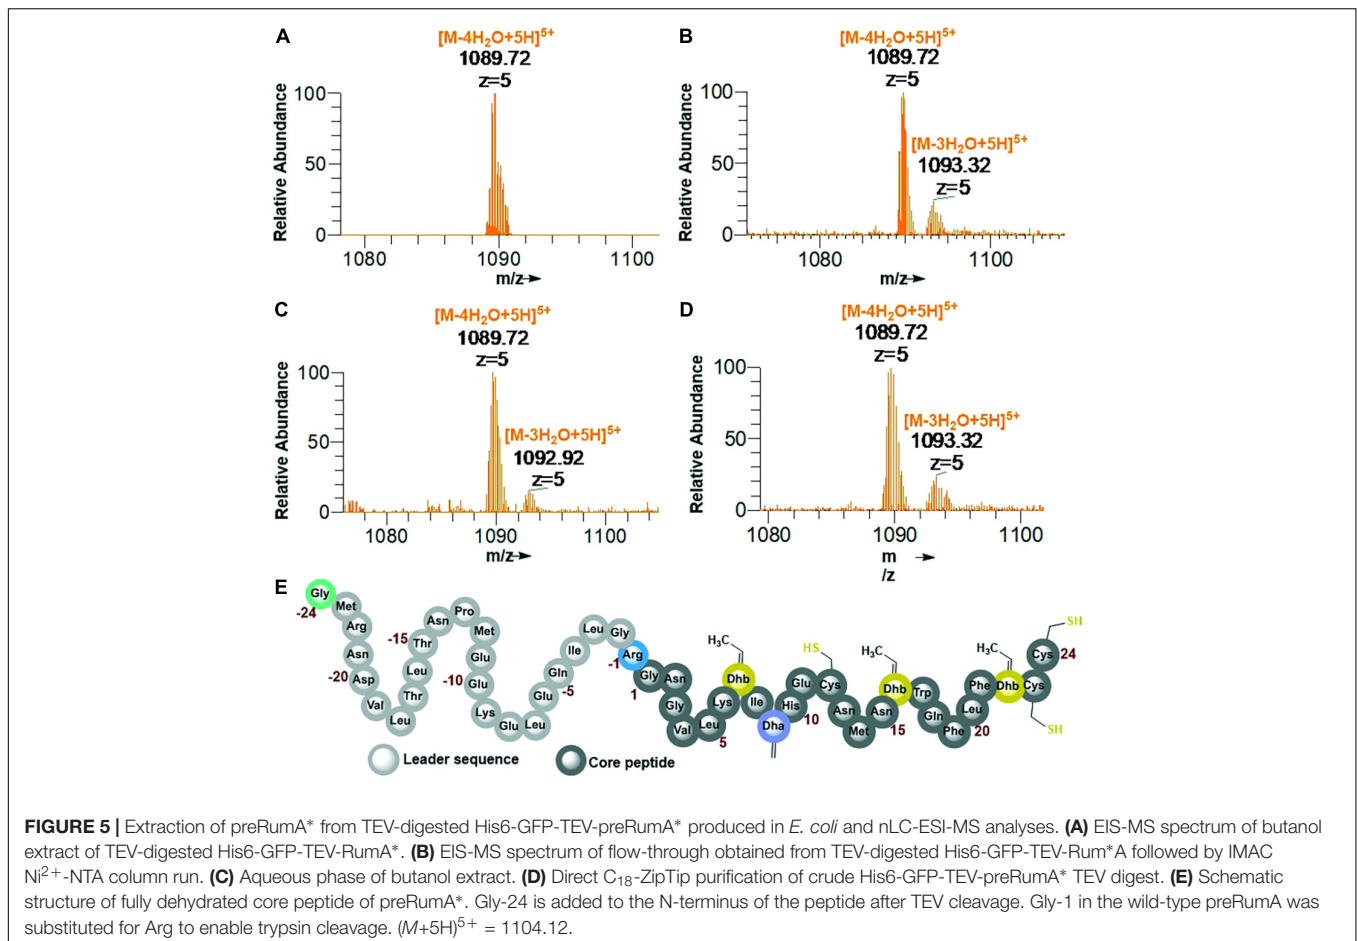 A
[M-4H₂O+5H]⁵⁺
1089.72
z=5
Relative Abundance
100
50
0
1080
1090
1100
m/z
B
[M-4H₂O+5H]⁵⁺
1089.72
z=5
[M-3H₂O+5H]⁵⁺
1093.32
z=5
Relative Abundance
100
50
0
1080
1100
m/z
C
[M-4H₂O+5H]⁵⁺
1089.72
z=5
[M-3H₂O+5H]⁵⁺
1092.92
z=5
Relative Abundance
100
50
0
1080
1090
1100
m/z
D
[M-4H₂O+5H]⁵⁺
1089.72
z=5
[M-3H₂O+5H]⁵⁺
1093.32
z=5
Relative Abundance
100
50
0
1080
1090
1100
m
/z
E
Gly
-24
Met
Arg
Asn
-20
Asp
Val
Leu
Thr
Leu
-15
Thr
Asn
Pro
Met
Glu
-10
Glu
Lys
Glu
Leu
Glu
Gln
-5
Ile
Leu
Gly
Arg
-1
Gly
1
Asn
Gly
Val
Leu
5
Lys
Dhb
H₃C
Ile
Dha
His
10
Glu
Cys
HS
Asn
Met
Asn
15
Dhb
H₃C
Trp
Gln
Phe
Leu
20
Phe
Dhb
H₃C
Cys
SH
Cys
24
SH
Leader sequence
Core peptide
FIGURE 5 | Extraction of preRumA* from TEV-digested His6-GFP-TEV-preRumA* produced in E. coli and nLC-ESI-MS analyses. (A) EIS-MS spectrum of butanol
extract of TEV-digested His6-GFP-TEV-RumA*. (B) EIS-MS spectrum of flow-through obtained from TEV-digested His6-GFP-TEV-Rum*A followed by IMAC
Ni²⁺-NTA column run. (C) Aqueous phase of butanol extract. (D) Direct C₁₈-ZipTip purification of crude His6-GFP-TEV-preRumA* TEV digest. (E) Schematic
structure of fully dehydrated core peptide of preRumA*. Gly-24 is added to the N-terminus of the peptide after TEV cleavage. Gly-1 in the wild-type preRumA was
substituted for Arg to enable trypsin cleavage. (M+5H)⁵⁺ = 1104.12.